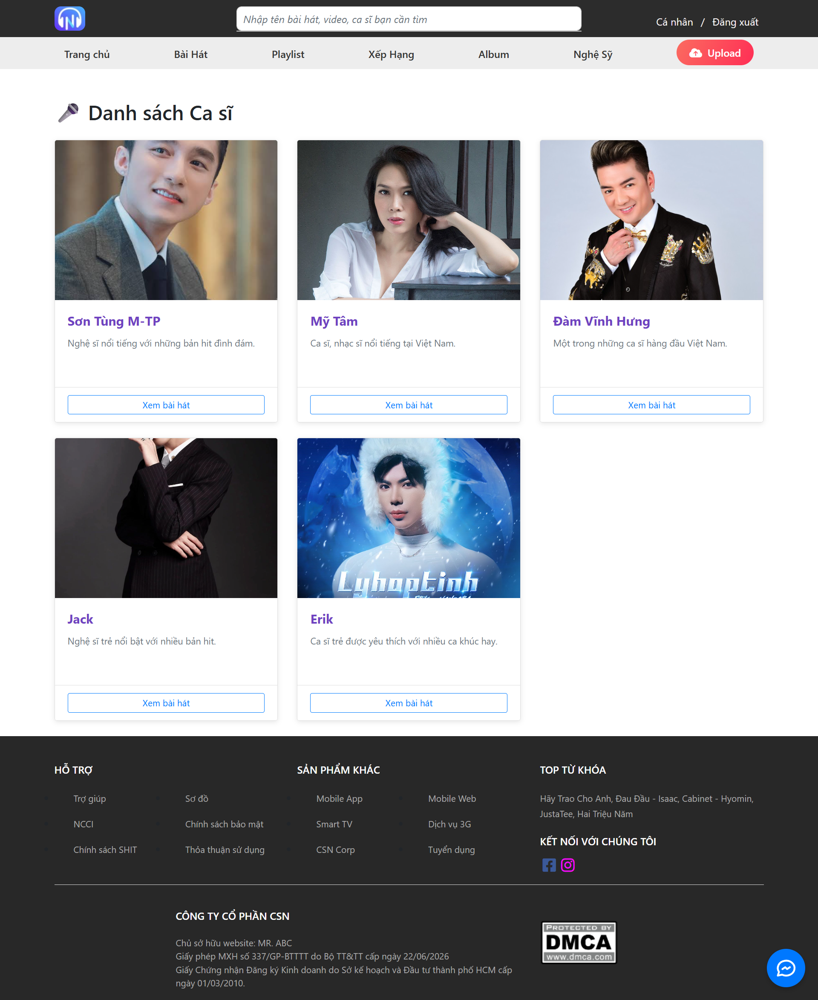 N
Nhập tên bài hát, video, ca sĩ bạn cần tìm
Cá nhân / Đăng xuất
Trang chủ Bài Hát Playlist Xếp Hạng Album Nghệ Sỹ Upload
Danh sách Ca sĩ
Sơn Tùng M-TP
Nghệ sĩ nổi tiếng với những bản hit đình đám.
Xem bài hát
Mỹ Tâm
Ca sĩ, nhạc sĩ nổi tiếng tại Việt Nam.
Xem bài hát
Đàm Vĩnh Hưng
Một trong những ca sĩ hàng đầu Việt Nam.
Xem bài hát
Jack
Nghệ sĩ trẻ nổi bật với nhiều bản hit.
Xem bài hát
Lyhoptinh
Erik
Ca sĩ trẻ được yêu thích với nhiều ca khúc hay.
Xem bài hát
HỖ TRỢ
Trợ giúp Sơ đồ
NCCI Chính sách bảo mật
Chính sách SHIT Thỏa thuận sử dụng
SẢN PHẨM KHÁC
Mobile App Mobile Web
Smart TV Dịch vụ 3G
CSN Corp Tuyển dụng
TOP TỪ KHÓA
Hãy Trao Cho Anh, Đau Đầu - Isaac, Cabinet - Hyomin,
JustaTee, Hai Triệu Năm
KẾT NỐI VỚI CHÚNG TÔI
CÔNG TY CỔ PHẦN CSN
Chủ sở hữu website: MR. ABC
Giấy phép MXH số 337/GP-BTTTT do Bộ TT&TT cấp ngày 22/06/2026
Giấy Chứng nhận Đăng ký Kinh doanh do Sở kế hoạch và Đầu tư thành phố HCM cấp
ngày 01/03/2010.
PROTECTED BY
DMCA
www.dmca.com